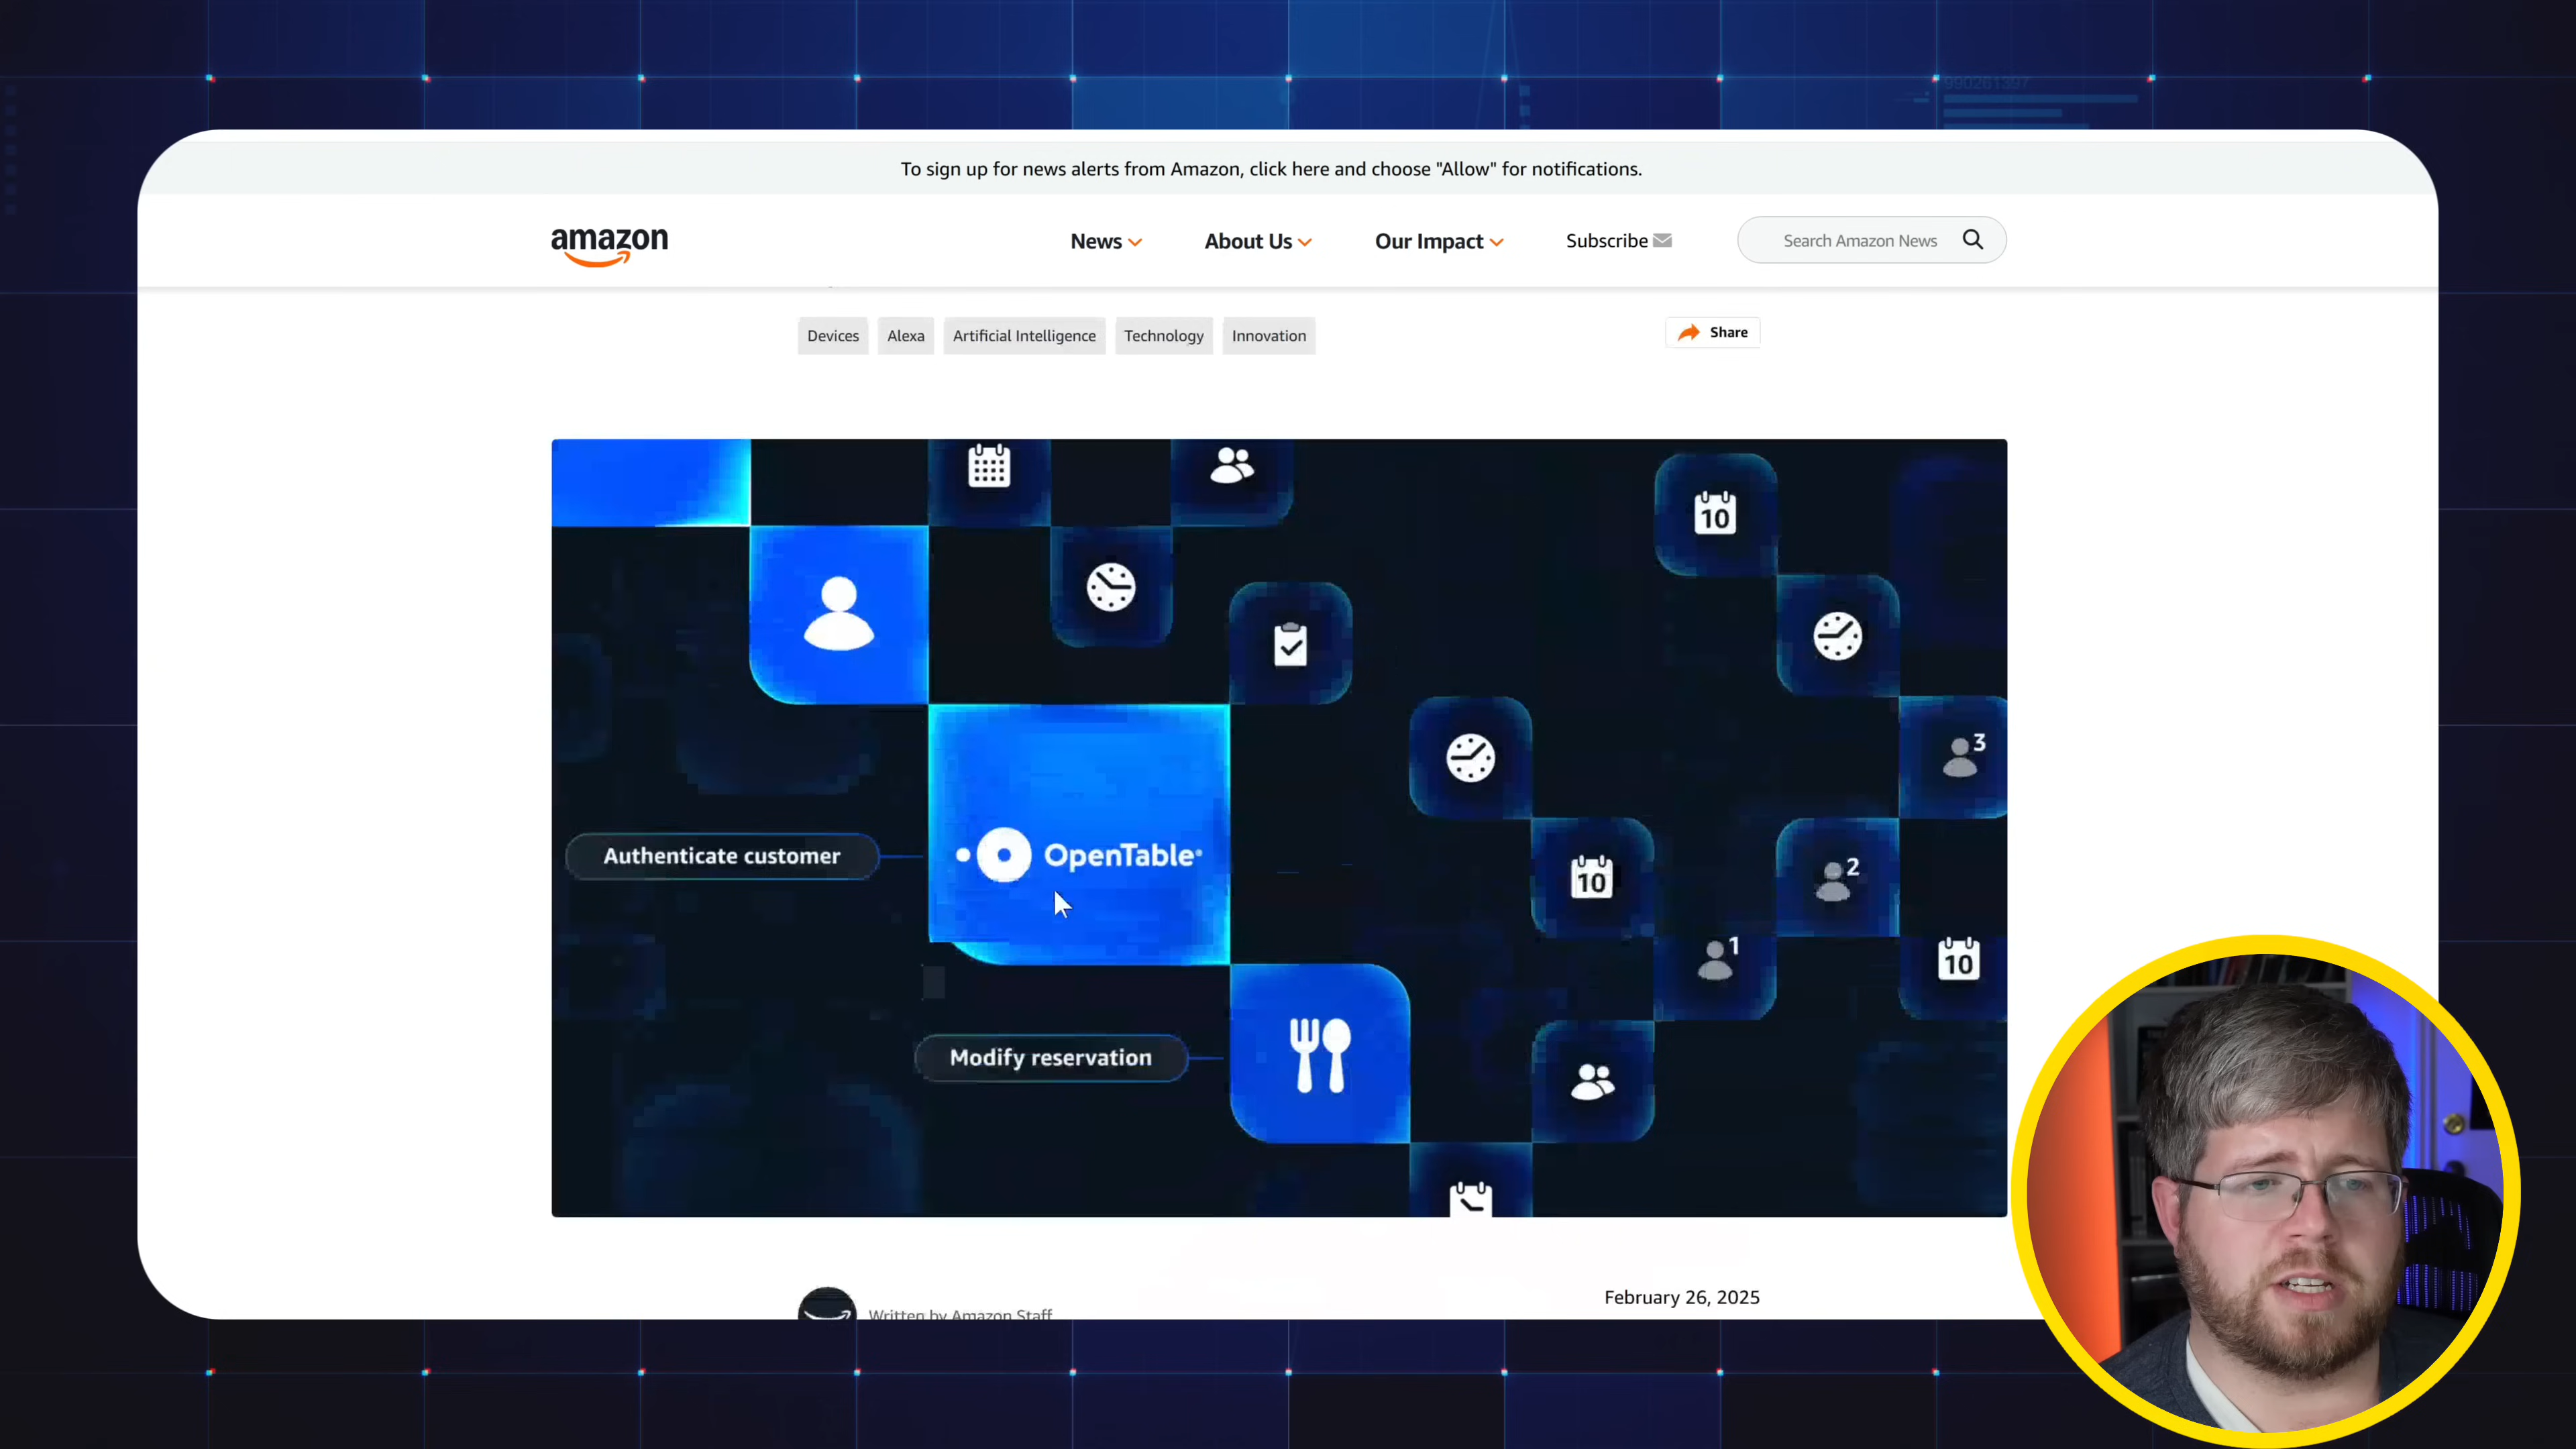 990261397
To sign up for news alerts from Amazon, click here and choose "Allow" for notifications.
amazon
News
About Us
Our Impact
Subscribe
Search Amazon News
Devices
Alexa
Artificial Intelligence
Technology
Innovation
Share
10
3
Authenticate customer
OpenTable®
10
2
1
10
Modify reservation
Written by Amazon Staff
February 26, 2025